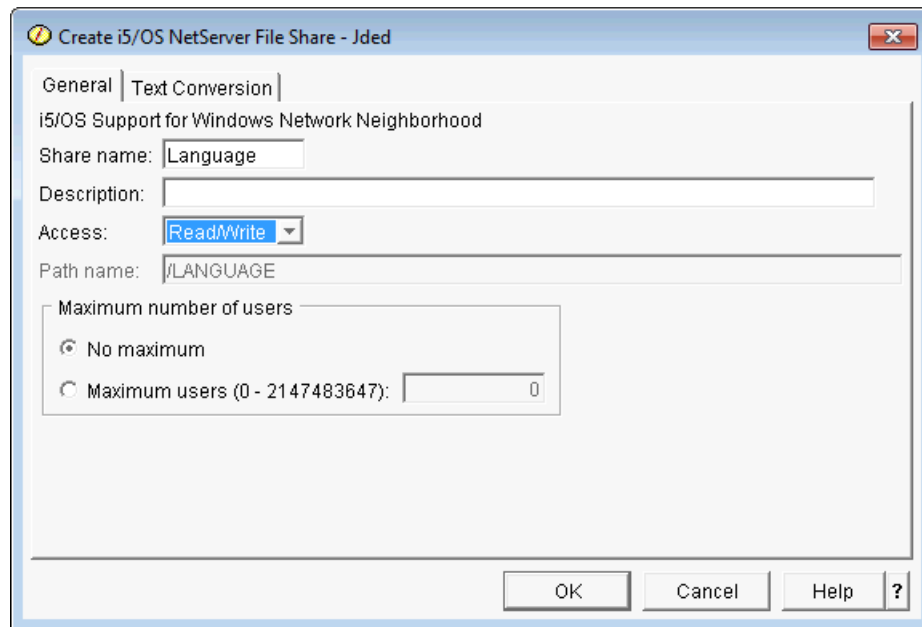 Create i5/OS NetServer File Share - Jded
General Text Conversion
i5/OS Support for Windows Network Neighborhood
Share name: Language
Description:
Access: Read/Write
Path name: /LANGUAGE
Maximum number of users
No maximum
Maximum users (0 - 2147483647): 0
OK Cancel Help ?